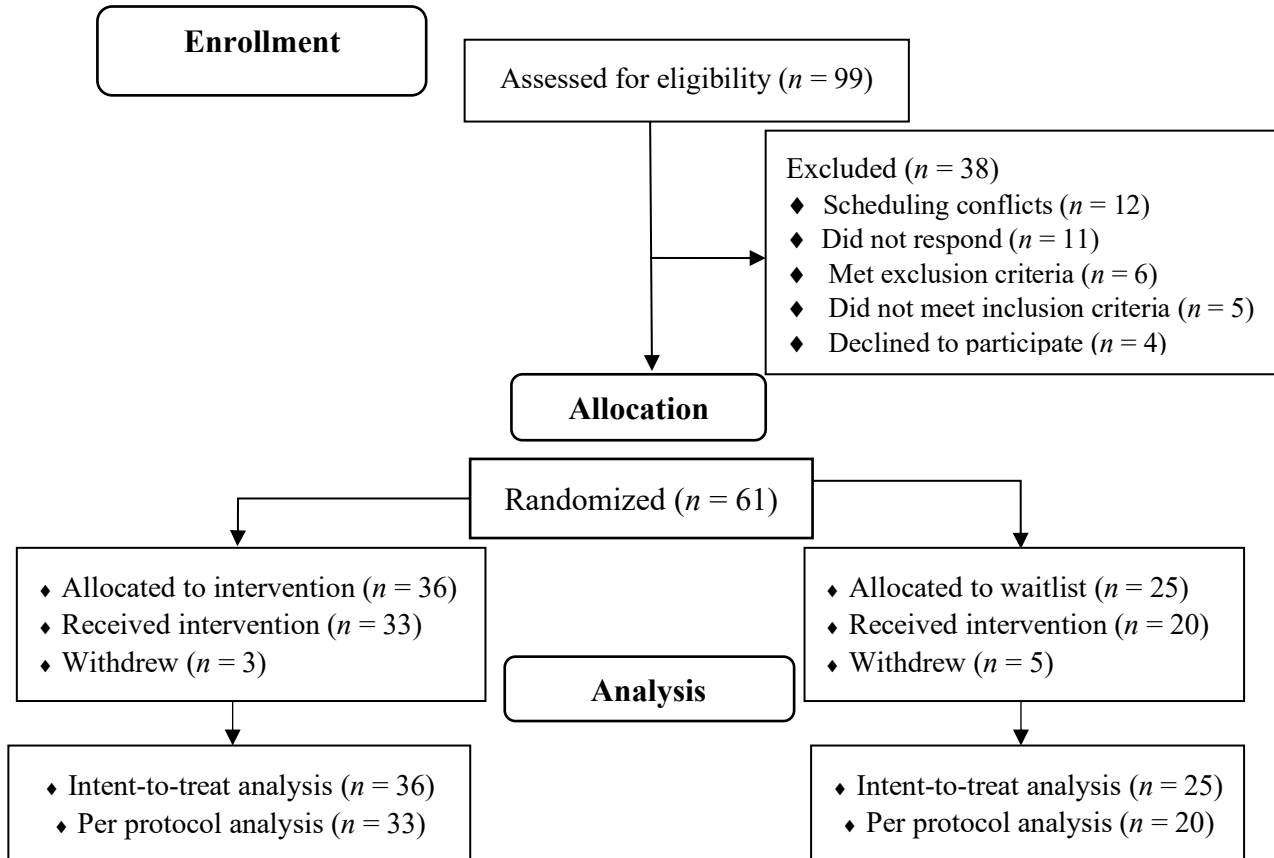 Enrollment
Assessed for eligibility (n = 99)
Excluded (n = 38)
♦ Scheduling conflicts (n = 12)
♦ Did not respond (n = 11)
♦ Met exclusion criteria (n = 6)
♦ Did not meet inclusion criteria (n = 5)
♦ Declined to participate (n = 4)
Allocation
Randomized (n = 61)
♦ Allocated to intervention (n = 36)
♦ Received intervention (n = 33)
♦ Withdrew (n = 3)
♦ Allocated to waitlist (n = 25)
♦ Received intervention (n = 20)
♦ Withdrew (n = 5)
Analysis
♦ Intent-to-treat analysis (n = 36)
♦ Per protocol analysis (n = 33)
♦ Intent-to-treat analysis (n = 25)
♦ Per protocol analysis (n = 20)